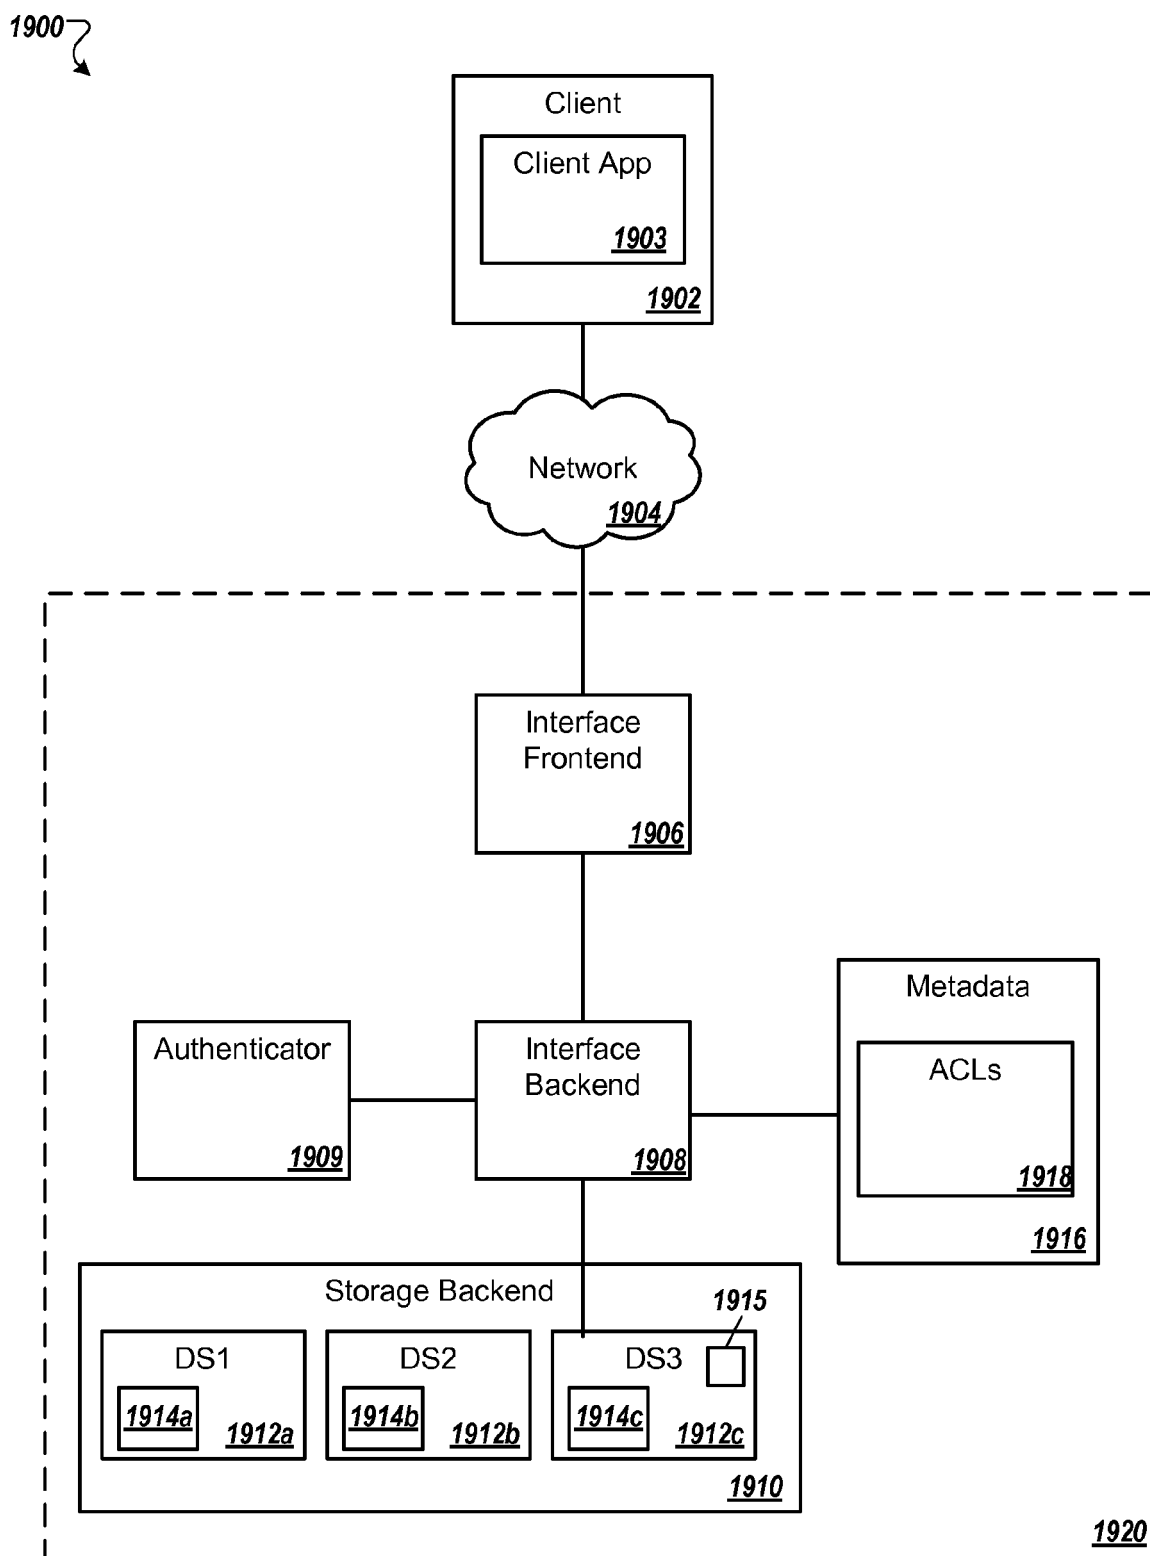 1900
Client
Client App
1903
1902
Network
1904
Interface
Frontend
1906
Metadata
ACLs
1918
1916
Authenticator
1909
Interface
Backend
1908
Storage Backend
1915
DS1
1914a
1912a
DS2
1914b
1912b
DS3
1914c
1912c
1910
1920